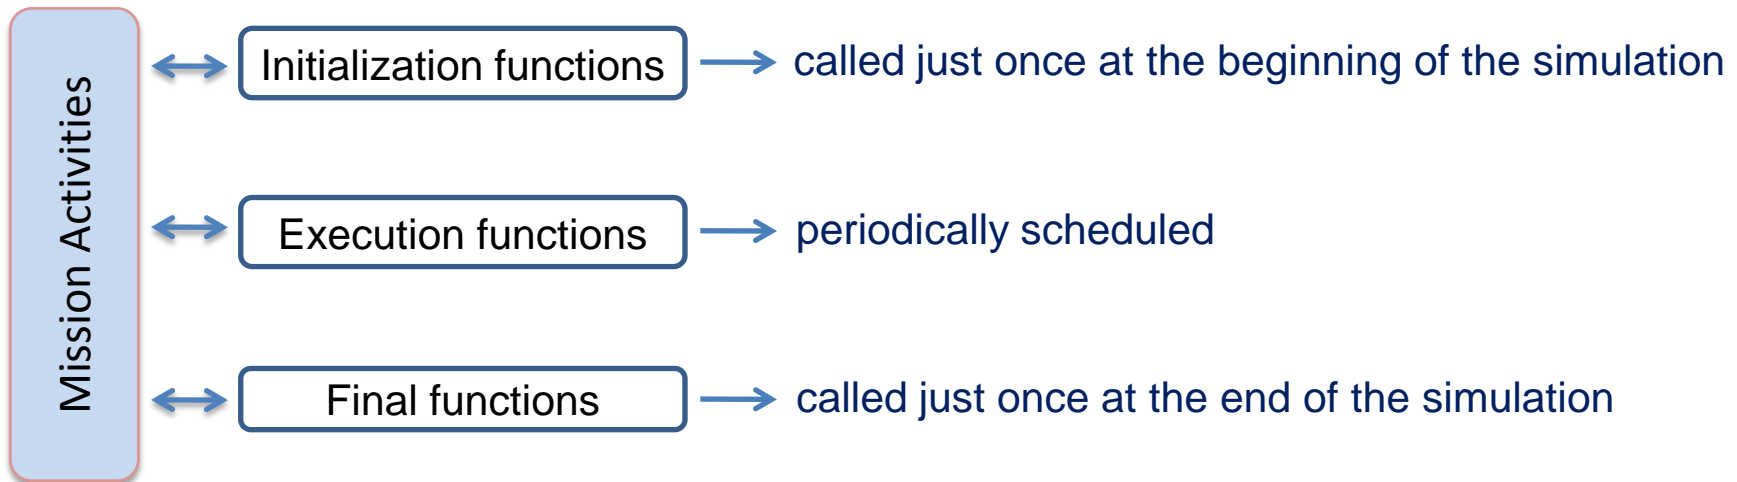 Mission Activities
Initialization functions
called just once at the beginning of the simulation
Execution functions
periodically scheduled
Final functions
called just once at the end of the simulation